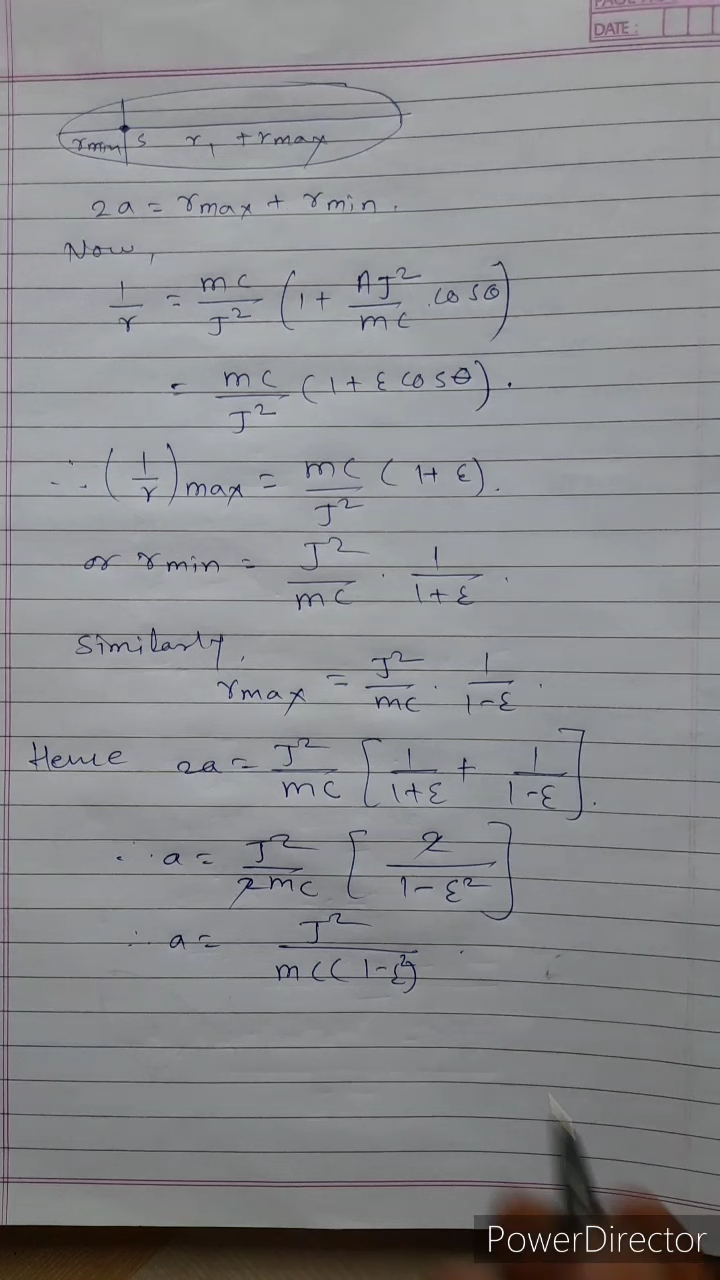 DATE :
rmin S r1 + rmax
2a = rmax + rmin.
Now,
1/r = mc/J² (1 + AJ²/mc cosθ)
= mc/J² (1 + ε cosθ).
∴ (1/r)max = mc/J² (1+ ε).
or rmin = J²/mc . 1/1+ε .
Similarly,
rmax = J²/mc . 1/1-ε .
Hence 2a = J²/mc [1/1+ε + 1/1-ε].
∴ a = J²/2mc [2/1-ε²]
∴ a = J²/mc(1-ε²) .
PowerDirector